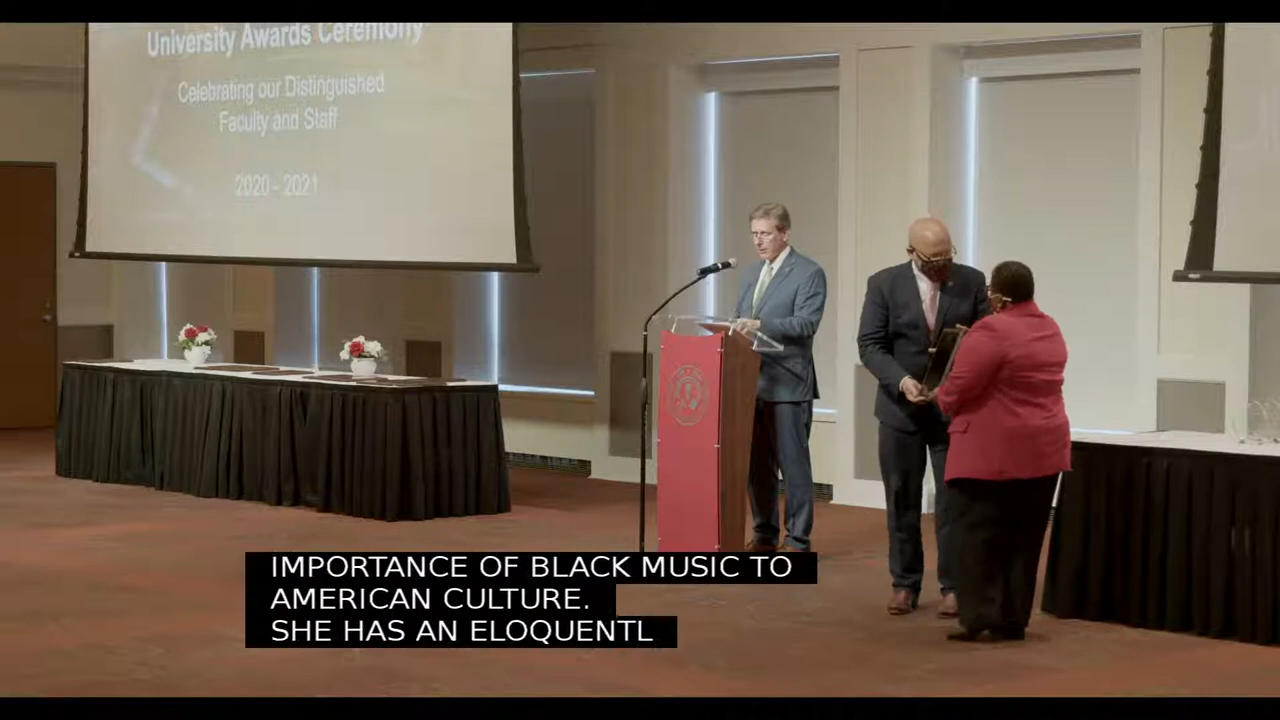 University Awards Ceremony
Celebrating our Distinguished
Faculty and Staff
2020 - 2021
IMPORTANCE OF BLACK MUSIC TO
AMERICAN CULTURE.
SHE HAS AN ELOQUENTL